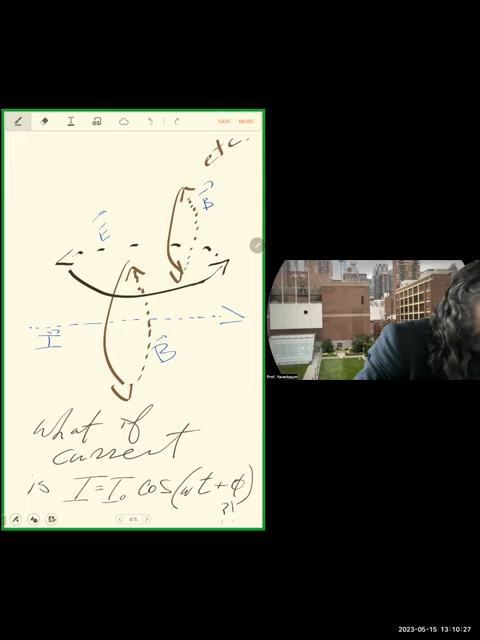 SAVE MORE
etc.
B
E
I
B
what if
current
is I = I₀ cos(ωt+φ)
?!
4/5
Prof. Yaverbaum
2023-05-15 13:10:27